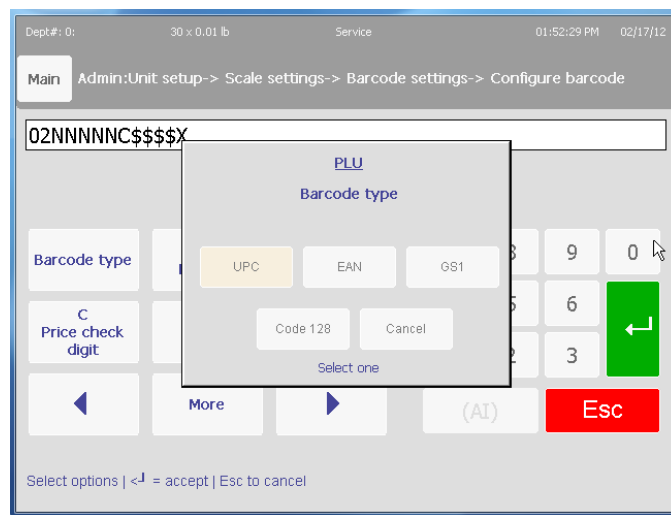 Dept#: 0: 30 x 0.01 lb Service 01:52:29 PM 02/17/12
Main Admin:Unit setup-> Scale settings-> Barcode settings-> Configure barcode
02NNNNNC$$$$X
PLU
Barcode type
Barcode type
UPC EAN GS1
9 0
C
Price check
digit
6
Code 128 Cancel
3
Select one
More (AI) Esc
Select options | <┘ = accept | Esc to cancel